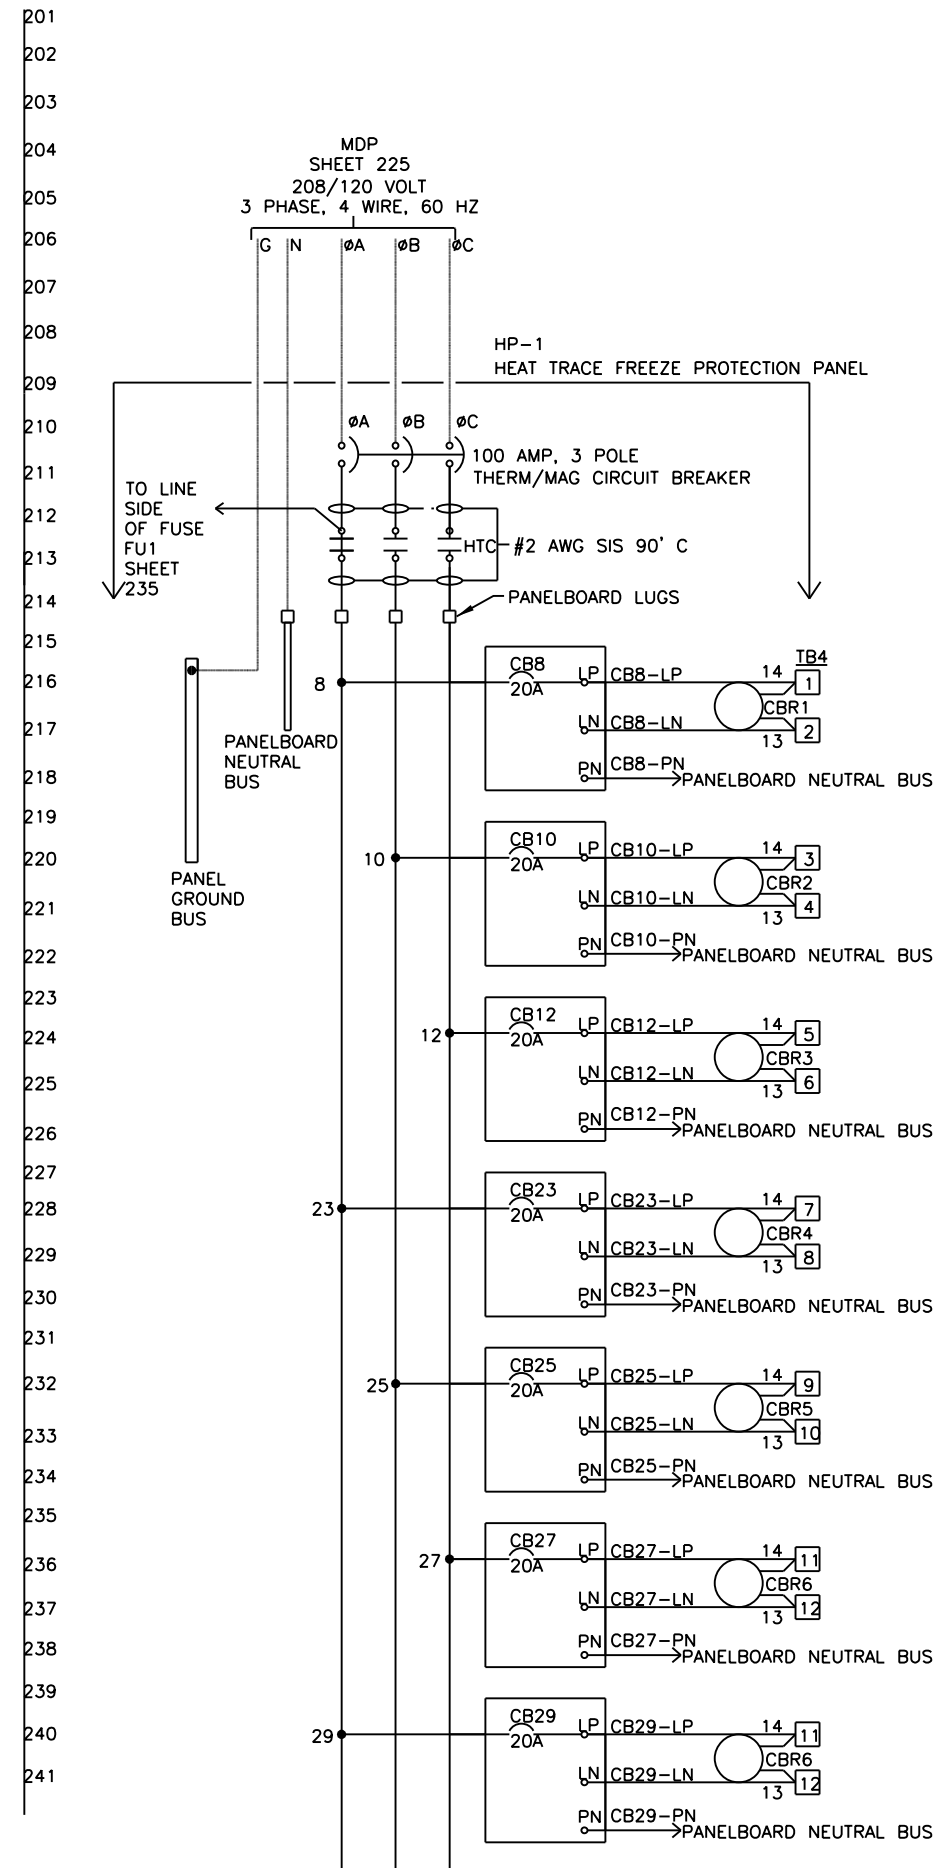 201
202
203
204
MDP
SHEET 225
208/120 VOLT
205
3 PHASE, 4 WIRE, 60 HZ
206
G
N
øA
øB
øC
207
208
HP-1
HEAT TRACE FREEZE PROTECTION PANEL
209
210
øA
øB
øC
100 AMP, 3 POLE
THERM/MAG CIRCUIT BREAKER
211
TO LINE
SIDE
OF FUSE
FU1
SHEET
235
212
213
HTC
#2 AWG SIS 90' C
214
PANELBOARD LUGS
215
TB4
216
8
CB8
20A
LP
CB8-LP
14
1
CBR1
217
LN
CB8-LN
13
2
PANELBOARD
NEUTRAL
BUS
218
PN
CB8-PN
PANELBOARD NEUTRAL BUS
219
220
10
CB10
20A
LP
CB10-LP
14
3
CBR2
PANEL
GROUND
BUS
221
LN
CB10-LN
13
4
222
PN
CB10-PN
PANELBOARD NEUTRAL BUS
223
224
12
CB12
20A
LP
CB12-LP
14
5
CBR3
225
LN
CB12-LN
13
6
226
PN
CB12-PN
PANELBOARD NEUTRAL BUS
227
228
23
CB23
20A
LP
CB23-LP
14
7
CBR4
229
LN
CB23-LN
13
8
230
PN
CB23-PN
PANELBOARD NEUTRAL BUS
231
232
25
CB25
20A
LP
CB25-LP
14
9
CBR5
233
LN
CB25-LN
13
10
234
PN
CB25-PN
PANELBOARD NEUTRAL BUS
235
236
27
CB27
20A
LP
CB27-LP
14
11
CBR6
237
LN
CB27-LN
13
12
238
PN
CB27-PN
PANELBOARD NEUTRAL BUS
239
240
29
CB29
20A
LP
CB29-LP
14
11
CBR6
241
LN
CB29-LN
13
12
PN
CB29-PN
PANELBOARD NEUTRAL BUS